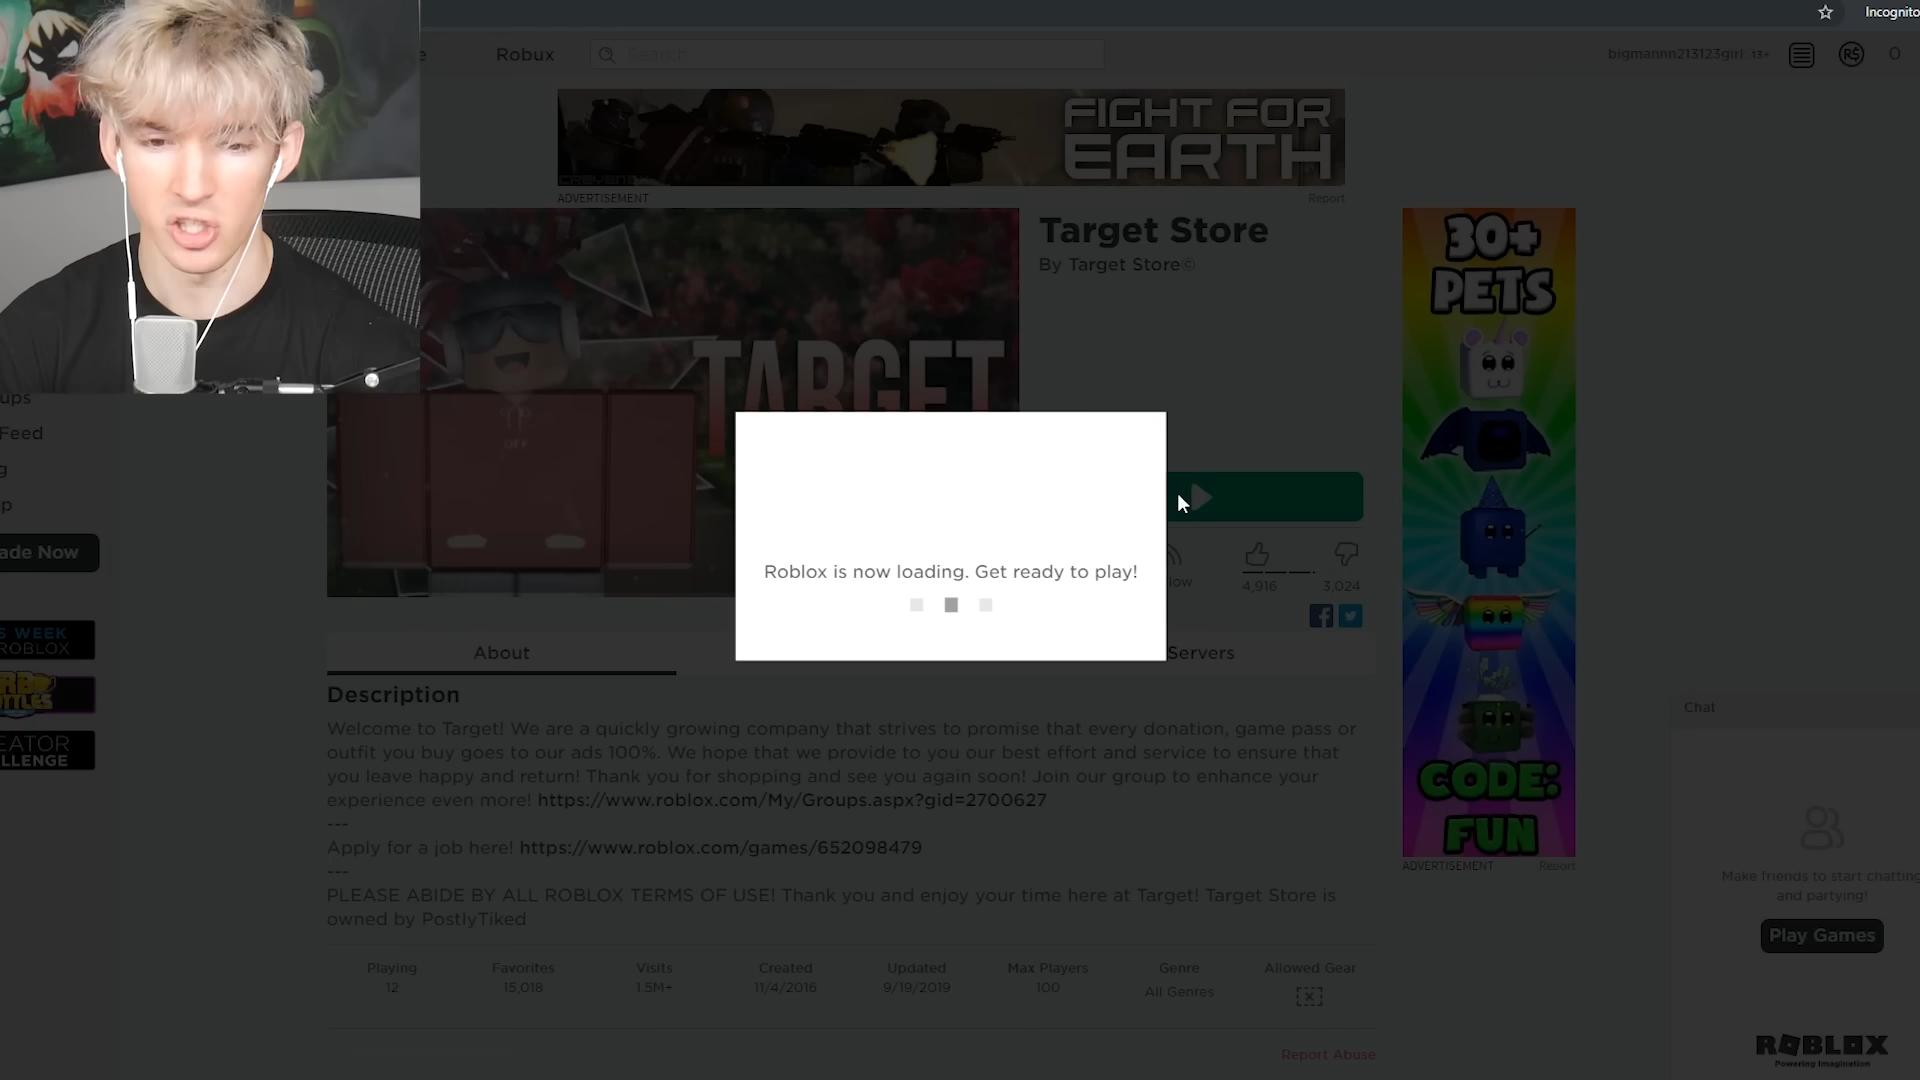 Incognito
e
Robux
Search
bigmannn213123girl 13+
0
FIGHT FOR
EARTH
ADVERTISEMENT
Report
TARGET
OFF
Target Store
By Target Store©
30+
PETS
CODE:
FUN
ADVERTISEMENT
Report
ups
Feed
g
p
ade Now
S WEEK
ROBLOX
EATOR
LLENGE
Roblox is now loading. Get ready to play!
low
4,916
3,024
About
Servers
Description
Welcome to Target! We are a quickly growing company that strives to promise that every donation, game pass or
outfit you buy goes to our ads 100%. We hope that we provide to you our best effort and service to ensure that
you leave happy and return! Thank you for shopping and see you again soon! Join our group to enhance your
experience even more! https://www.roblox.com/My/Groups.aspx?gid=2700627
---
Apply for a job here! https://www.roblox.com/games/652098479
---
PLEASE ABIDE BY ALL ROBLOX TERMS OF USE! Thank you and enjoy your time here at Target! Target Store is
owned by PostlyTiked
Playing Favorites Visits Created Updated Max Players Genre Allowed Gear
12 15,018 1.5M+ 11/4/2016 9/19/2019 100 All Genres
Report Abuse
Chat
Make friends to start chatting
and partying!
Play Games
ROBLOX
Powering Imagination